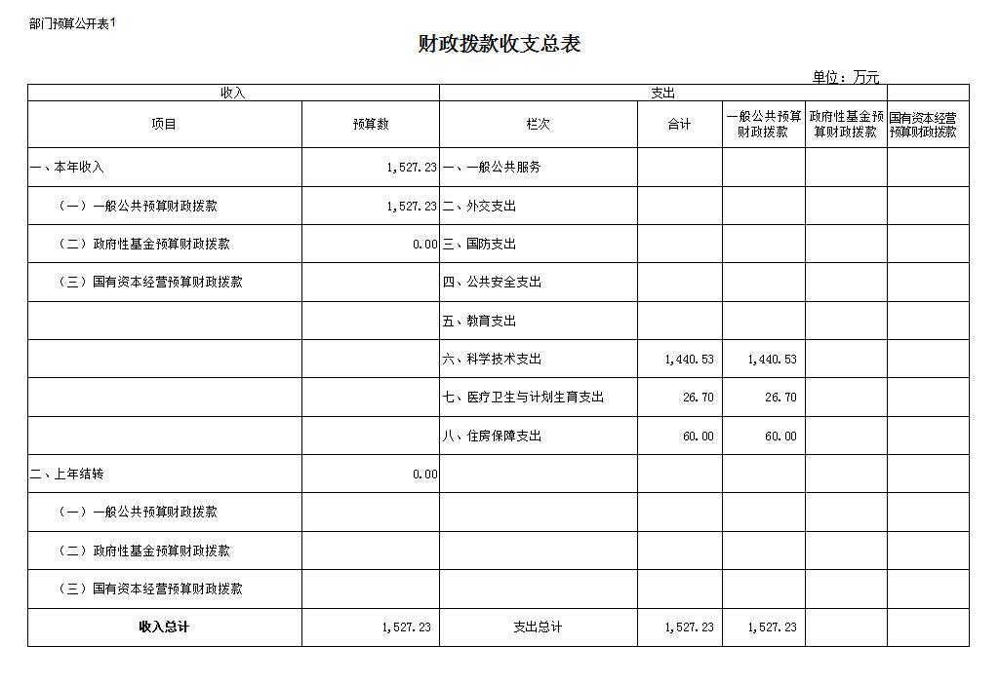 部门预算公开表1
财政拨款收支总表
单位：万元
收入 支出
项目 预算数 栏次 合计 一般公共预算财政拨款 政府性基金预算财政拨款 国有资本经营预算财政拨款
一、本年收入 1,527.23 一、一般公共服务
（一）一般公共预算财政拨款 1,527.23 二、外交支出
（二）政府性基金预算财政拨款 0.00 三、国防支出
（三）国有资本经营预算财政拨款 四、公共安全支出
五、教育支出
六、科学技术支出 1,440.53 1,440.53
七、医疗卫生与计划生育支出 26.70 26.70
八、住房保障支出 60.00 60.00
二、上年结转 0.00
（一）一般公共预算财政拨款
（二）政府性基金预算财政拨款
（三）国有资本经营预算财政拨款
收入总计 1,527.23 支出总计 1,527.23 1,527.23